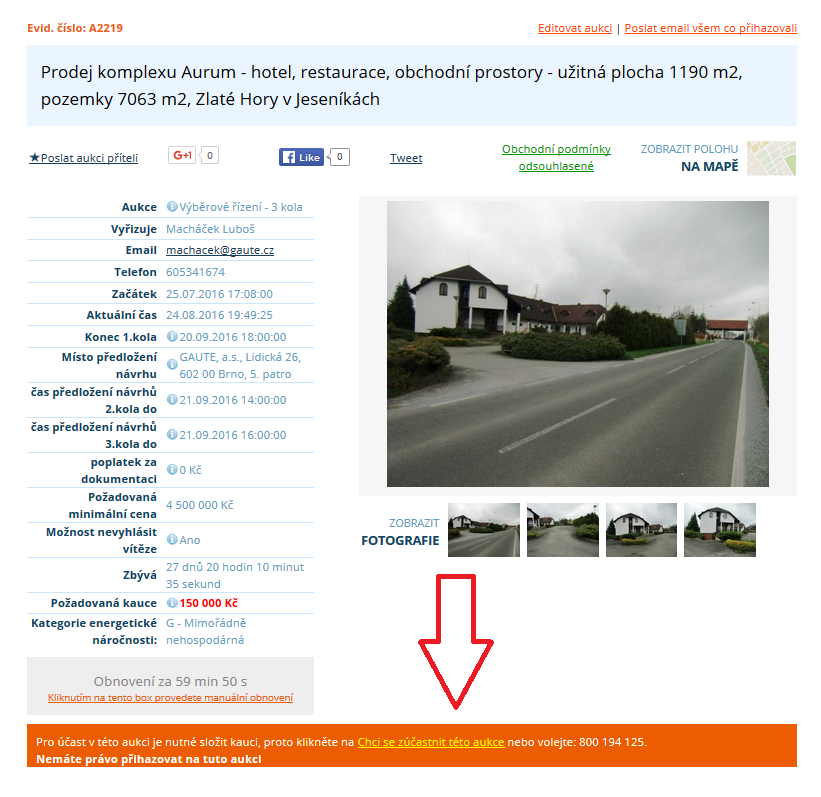 Evid. číslo: A2219
Editovat aukci | Poslat email všem co přihazovali
Prodej komplexu Aurum - hotel, restaurace, obchodní prostory - užitná plocha 1190 m2,
pozemky 7063 m2, Zlaté Hory v Jeseníkách
★Poslat aukci příteli
G+1 0
Like 0
Tweet
Obchodní podmínky
odsouhlasené
ZOBRAZIT POLOHU
NA MAPĚ
Aukce Výběrové řízení - 3 kola
Vyřizuje Macháček Luboš
Email machacek@gaute.cz
Telefon 605341674
Začátek 25.07.2016 17:08:00
Aktuální čas 24.08.2016 19:49:25
Konec 1.kola 20.09.2016 18:00:00
Místo předložení GAUTE, a.s., Lidická 26,
návrhu 602 00 Brno, 5. patro
čas předložení návrhů
2.kola do 21.09.2016 14:00:00
čas předložení návrhů
3.kola do 21.09.2016 16:00:00
poplatek za
dokumentaci 0 Kč
Požadovaná
minimální cena 4 500 000 Kč
Možnost nevyhlásit
vítěze Ano
Zbývá 27 dnů 20 hodin 10 minut
35 sekund
Požadovaná kauce 150 000 Kč
Kategorie energetické G - Mimořádně
náročnosti: nehospodárná
ZOBRAZIT
FOTOGRAFIE
Obnovení za 59 min 50 s
Kliknutím na tento box provedete manuální obnovení
Pro účast v této aukci je nutné složit kauci, proto klikněte na Chci se zúčastnit této aukce nebo volejte: 800 194 125.
Nemáte právo přihazovat na tuto aukci